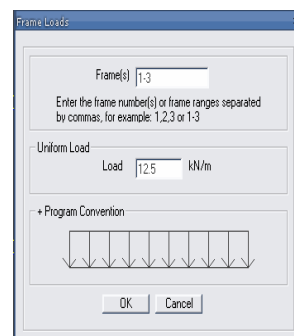 Frame Loads
Frame(s) 1-3
Enter the frame number(s) or frame ranges separated
by commas, for example: 1,2,3 or 1-3
Uniform Load
Load 12.5 kN/m
+ Program Convention
OK Cancel